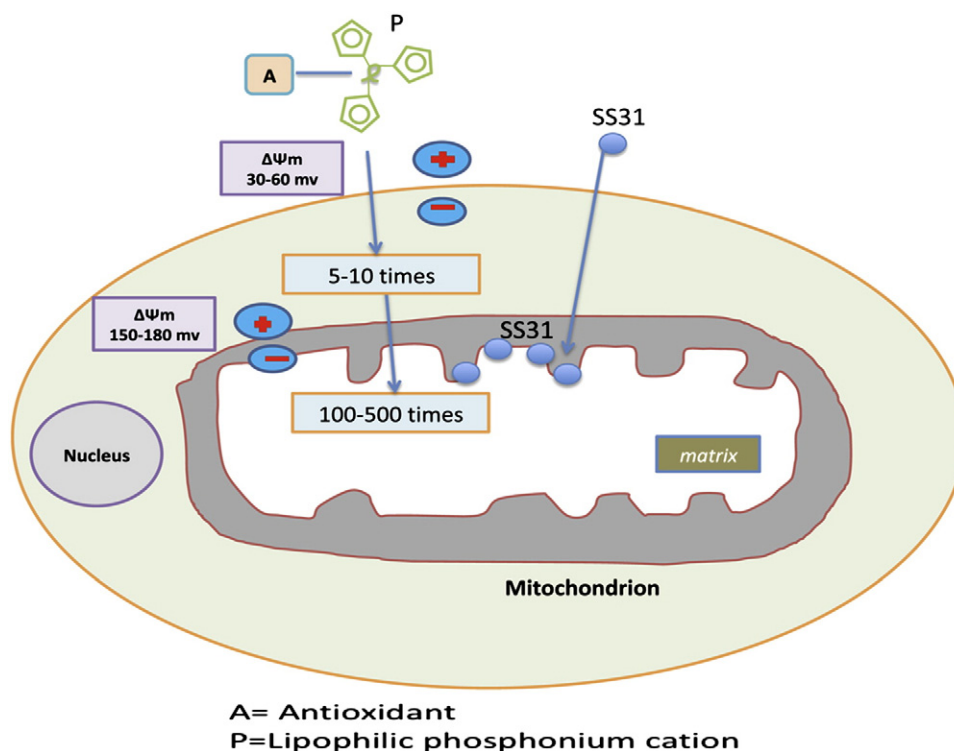 P
A
SS31
ΔΨm
30-60 mv
5-10 times
ΔΨm
150-180 mv
SS31
100-500 times
Nucleus
matrix
Mitochondrion
A= Antioxidant
P=Lipophilic phosphonium cation